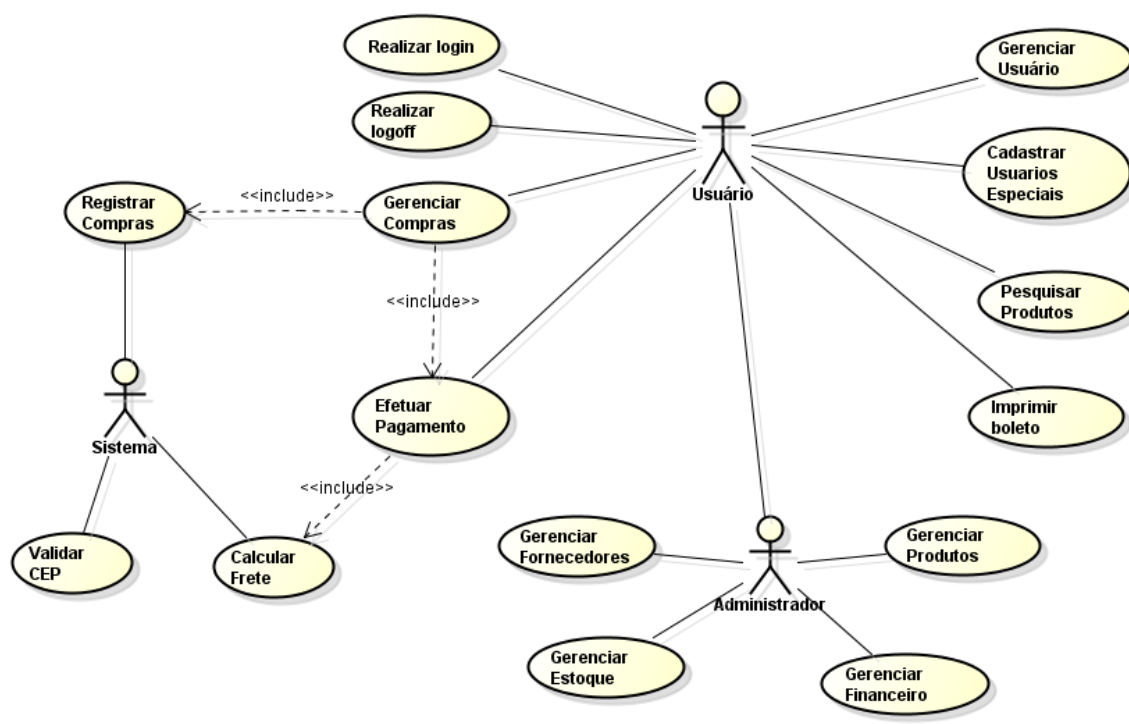 Realizar login
Gerenciar
Usuário
Realizar
logoff
Usuário
Cadastrar
Usuarios
Especiais
Registrar
Compras
<<include>>
Gerenciar
Compras
<<include>>
Pesquisar
Produtos
Efetuar
Pagamento
Imprimir
boleto
Sistema
<<include>>
Validar
CEP
Calcular
Frete
Gerenciar
Fornecedores
Gerenciar
Produtos
Administrador
Gerenciar
Estoque
Gerenciar
Financeiro